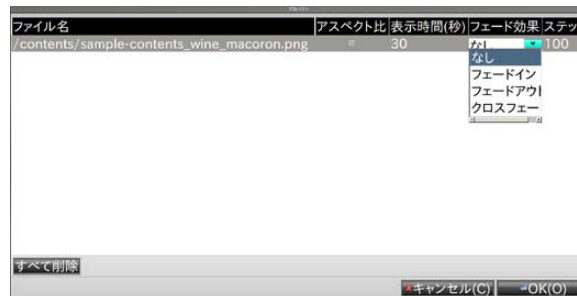 ファイル名 アスペクト比 表示時間(秒) フェード効果 ステッ
/contents/sample-contents_wine_macoron.png 30 なし 100
なし
フェードイン
フェードアウト
クロスフェー
すべて削除
キャンセル(C) OK(O)